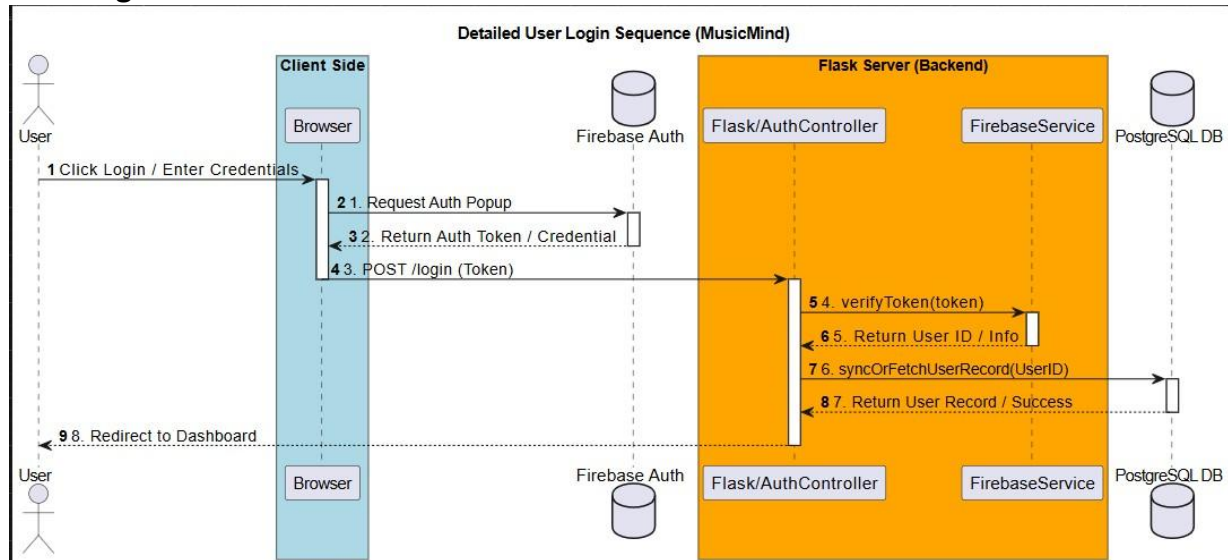 Detailed User Login Sequence (MusicMind)
Client Side
Flask Server (Backend)
User
Browser
Firebase Auth
Flask/AuthController
FirebaseService
PostgreSQL DB
1 Click Login / Enter Credentials
2 1. Request Auth Popup
3 2. Return Auth Token / Credential
4 3. POST /login (Token)
5 4. verifyToken(token)
6 5. Return User ID / Info
7 6. syncOrFetchUserRecord(UserID)
8 7. Return User Record / Success
9 8. Redirect to Dashboard
User
Browser
Firebase Auth
Flask/AuthController
FirebaseService
PostgreSQL DB